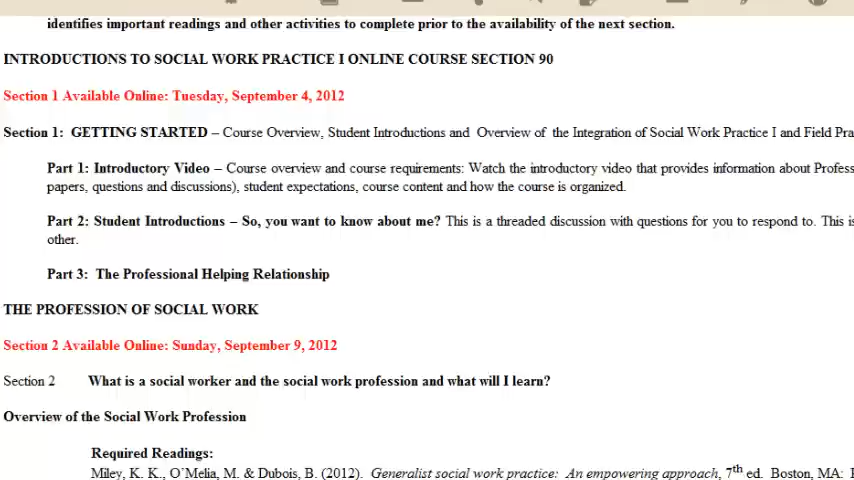 identifies important readings and other activities to complete prior to the availability of the next section.
INTRODUCTIONS TO SOCIAL WORK PRACTICE I ONLINE COURSE SECTION 90
Section 1 Available Online: Tuesday, September 4, 2012
Section 1: GETTING STARTED – Course Overview, Student Introductions and Overview of the Integration of Social Work Practice I and Field Pra
Part 1: Introductory Video – Course overview and course requirements: Watch the introductory video that provides information about Profess
papers, questions and discussions), student expectations, course content and how the course is organized.
Part 2: Student Introductions – So, you want to know about me? This is a threaded discussion with questions for you to respond to. This is
other.
Part 3: The Professional Helping Relationship
THE PROFESSION OF SOCIAL WORK
Section 2 Available Online: Sunday, September 9, 2012
Section 2 What is a social worker and the social work profession and what will I learn?
Overview of the Social Work Profession
Required Readings:
Miley, K. K., O'Melia, M. & Dubois, B. (2012). Generalist social work practice: An empowering approach, 7th ed. Boston, MA: